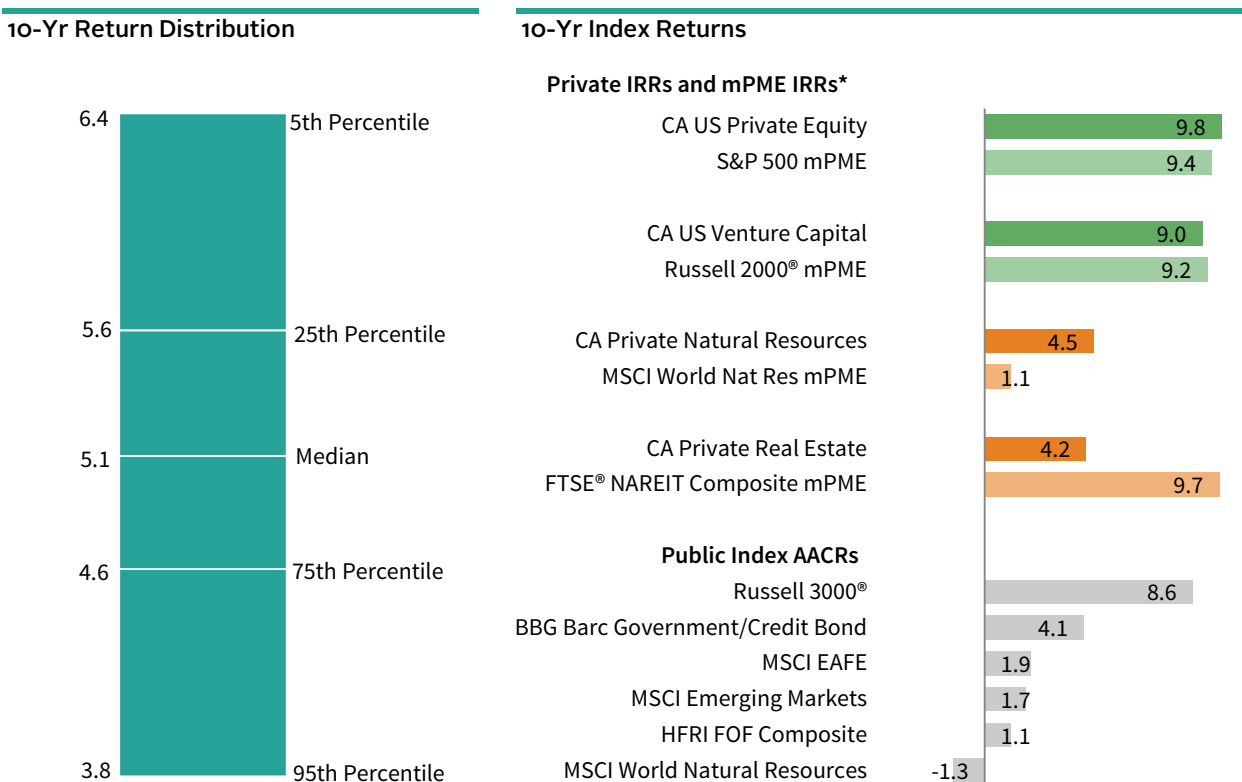 10-Yr Return Distribution
6.4 5th Percentile
5.6 25th Percentile
5.1 Median
4.6 75th Percentile
3.8 95th Percentile
10-Yr Index Returns
Private IRRs and mPME IRRs*
CA US Private Equity 9.8
S&P 500 mPME 9.4
CA US Venture Capital 9.0
Russell 2000® mPME 9.2
CA Private Natural Resources 4.5
MSCI World Nat Res mPME 1.1
CA Private Real Estate 4.2
FTSE® NAREIT Composite mPME 9.7
Public Index AACRs
Russell 3000® 8.6
BBG Barc Government/Credit Bond 4.1
MSCI EAFE 1.9
MSCI Emerging Markets 1.7
HFRI FOF Composite 1.1
MSCI World Natural Resources -1.3